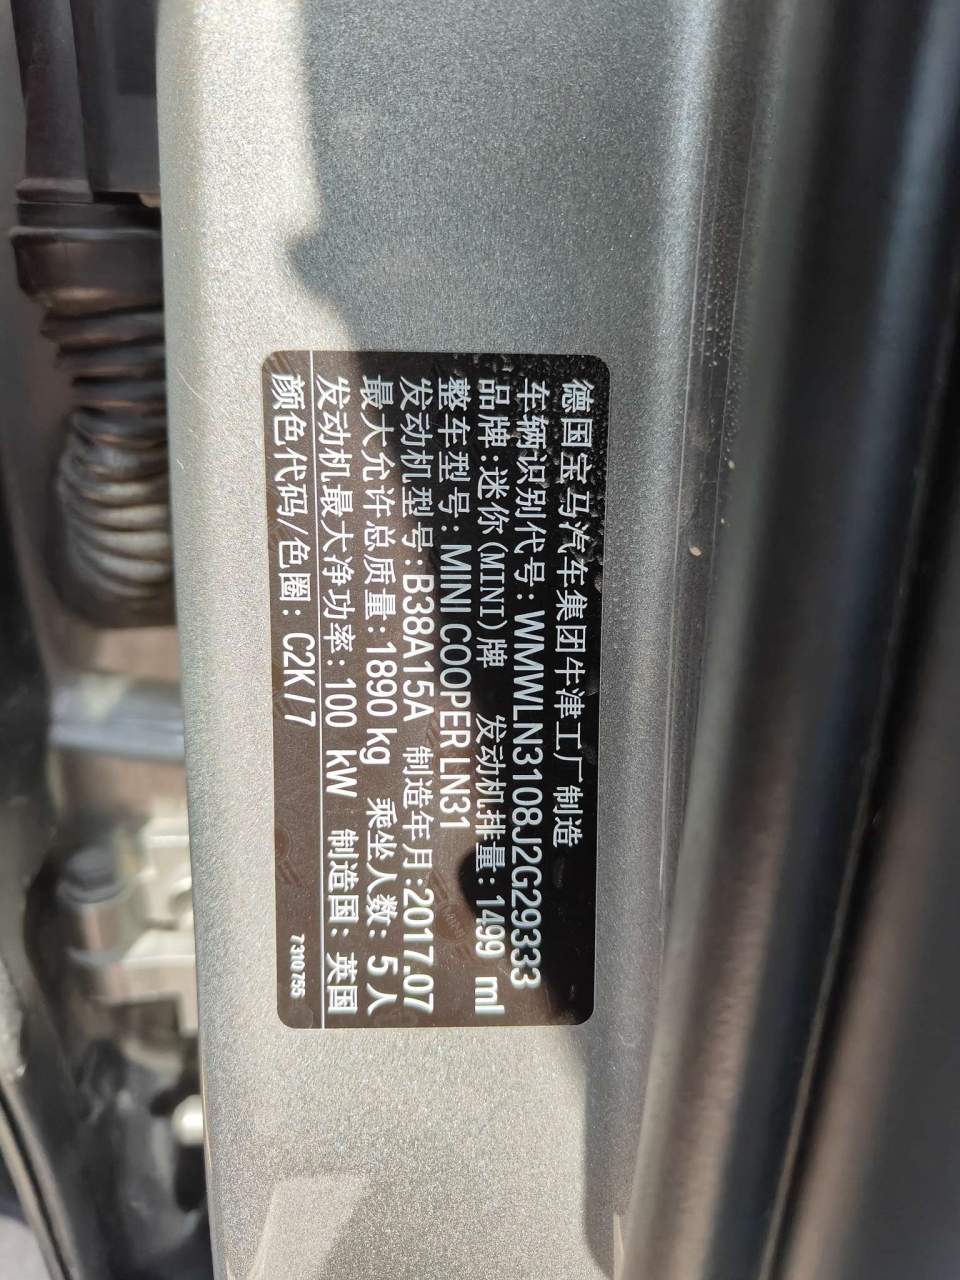 德国宝马汽车集团牛津工厂制造
车辆识别代号:WMWLN3108J2G29333
品牌:迷你(MINI)牌 发动机排量:1499 ml
整车型号:MINI COOPER LN31
发动机型号:B38A15A 制造年月:2017.07
最大允许总质量:1890 kg 乘坐人数:5人
发动机最大净功率:100 kW 制造国:英国
颜色代码/色圈:C2K/7
7 310 755